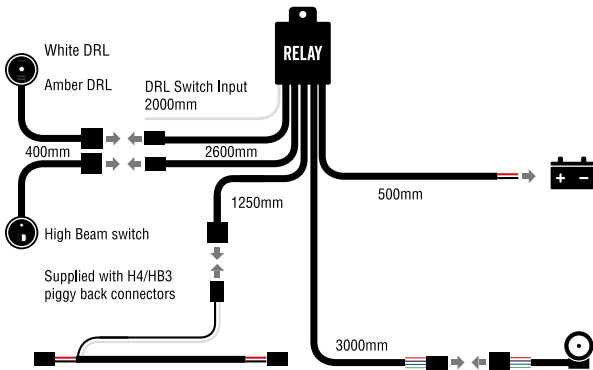 RELAY
White DRL
Amber DRL
DRL Switch Input
2000mm
400mm
2600mm
500mm
1250mm
High Beam switch
Supplied with H4/HB3
piggy back connectors
3000mm
+ −